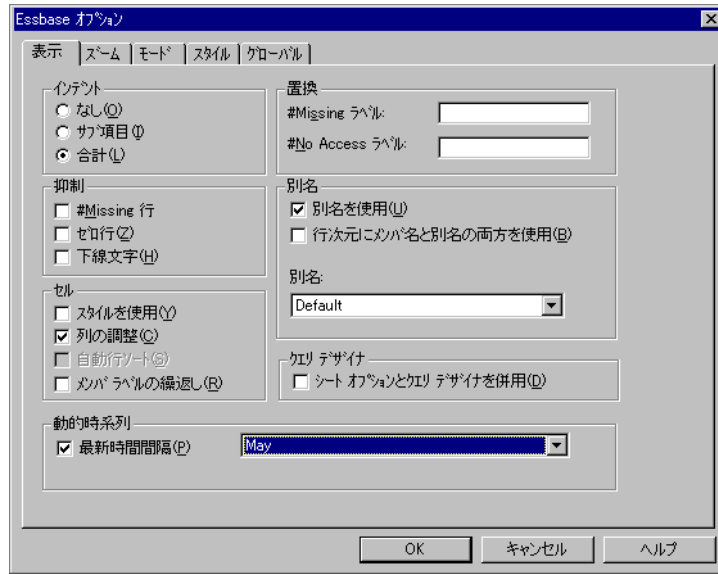 Essbase オプション
表示
ズーム
モード
スタイル
グローバル
インデント
なし(O)
サブ項目(I)
合計(L)
置換
#Missing ラベル:
#No Access ラベル:
抑制
#Missing 行
ゼロ行(Z)
下線文字(H)
別名
別名を使用(U)
行次元にメンバ名と別名の両方を使用(B)
別名:
Default
セル
スタイルを使用(Y)
列の調整(C)
自動行ソート(S)
メンバ ラベルの繰返し(R)
クエリ デザイナ
シート オプションとクエリ デザイナを併用(D)
動的時系列
最新時間間隔(P)
May
OK
キャンセル
ヘルプ